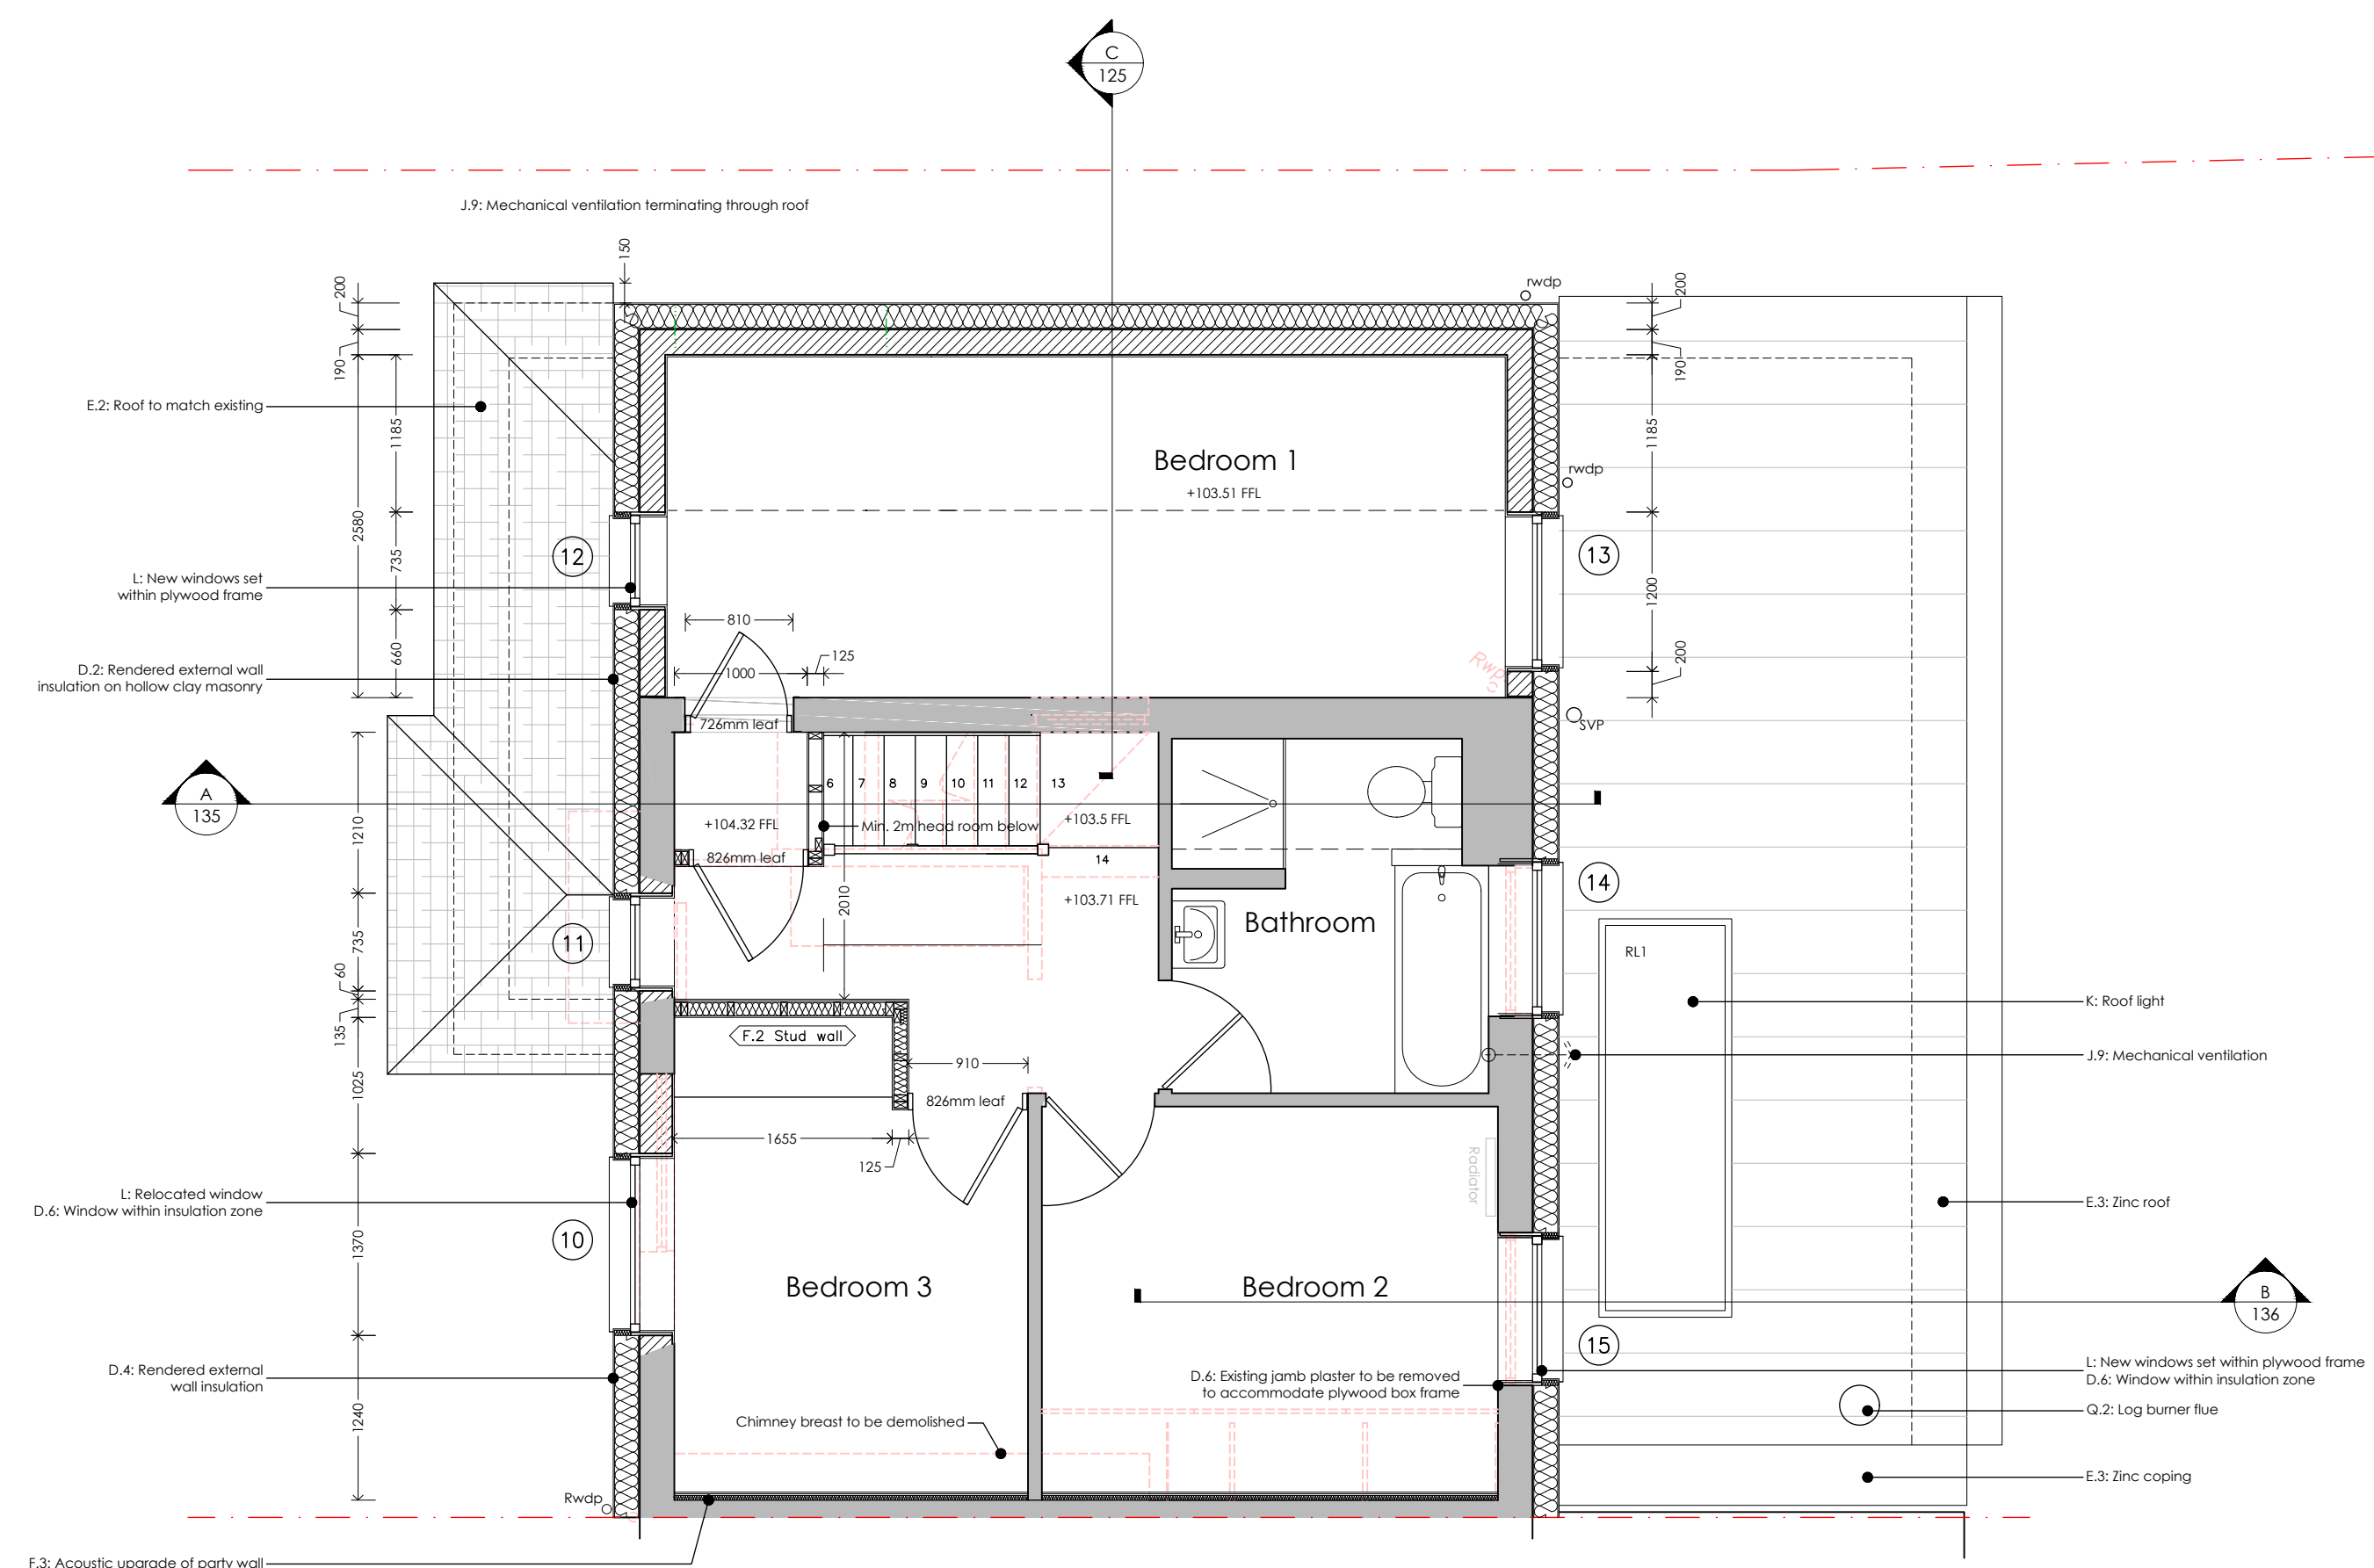 C
125
J.9: Mechanical ventilation terminating through roof
150
200
190
rwdp
200
190
E.2: Roof to match existing
1185
2580
735
660
1185
Bedroom 1
+103.51 FFL
rwdp
12
13
L: New windows set
within plywood frame
1200
200
810
125
1000
D.2: Rendered external wall
insulation on hollow clay masonry
Rwp
726mm leaf
SVP
A
135
6
7
8
9
10
11
12
13
+104.32 FFL
Min. 2m head room below
+103.5 FFL
826mm leaf
14
1210
2010
+103.71 FFL
14
Bathroom
11
735
60
135
RL1
K: Roof light
F.2 Stud wall
J.9: Mechanical ventilation
910
826mm leaf
1025
1655
125
Radiator
L: Relocated window
D.6: Window within insulation zone
E.3: Zinc roof
10
1370
Bedroom 3
Bedroom 2
B
136
15
D.4: Rendered external
wall insulation
D.6: Existing jamb plaster to be removed
to accommodate plywood box frame
L: New windows set within plywood frame
D.6: Window within insulation zone
1240
Chimney breast to be demolished
Q.2: Log burner flue
E.3: Zinc coping
Rwdp
F.3: Acoustic upgrade of party wall